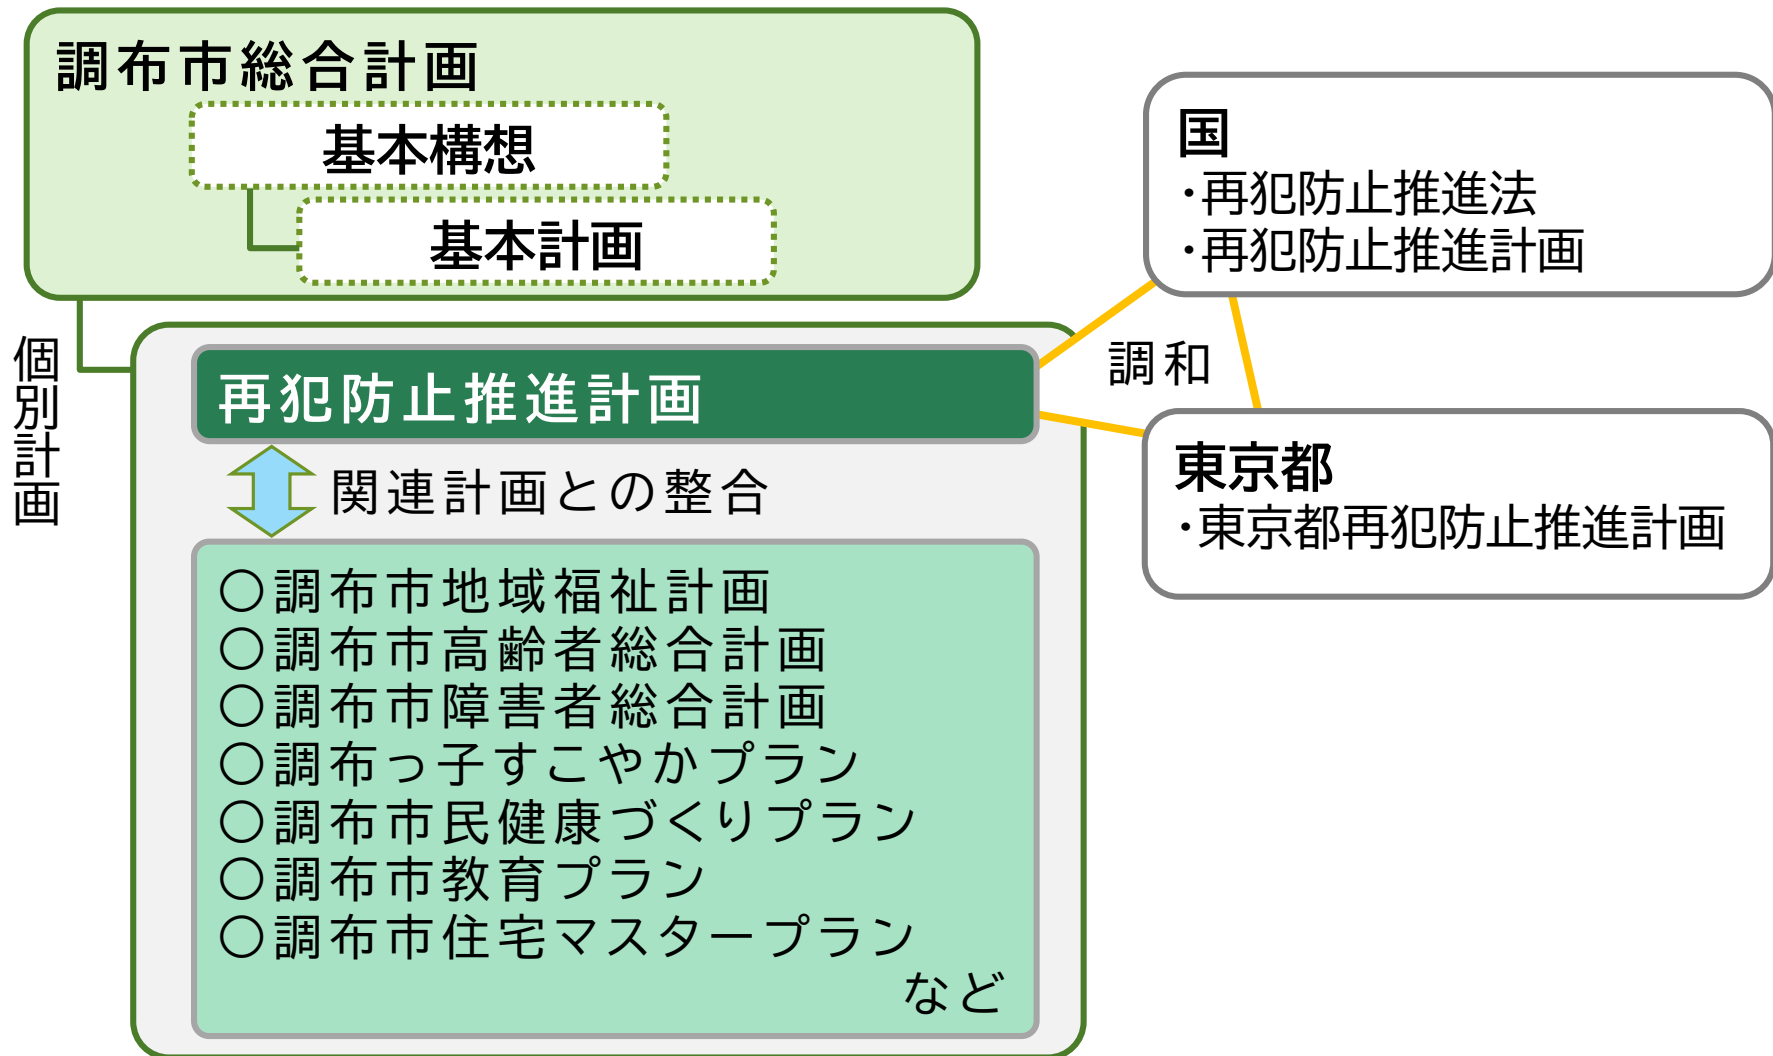 調布市総合計画
基本構想
基本計画
個別計画
再犯防止推進計画
関連計画との整合
○調布市地域福祉計画
○調布市高齢者総合計画
○調布市障害者総合計画
○調布っ子すこやかプラン
○調布市民健康づくりプラン
○調布市教育プラン
○調布市住宅マスタープラン
など
国
・再犯防止推進法
・再犯防止推進計画
調和
東京都
・東京都再犯防止推進計画